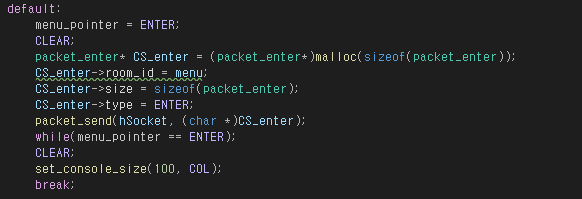 default:
menu_pointer = ENTER;
CLEAR;
packet_enter* CS_enter = (packet_enter*)malloc(sizeof(packet_enter));
CS_enter->room_id = menu;
CS_enter->size = sizeof(packet_enter);
CS_enter->type = ENTER;
packet_send(hSocket, (char *)CS_enter);
while(menu_pointer == ENTER);
CLEAR;
set_console_size(100, COL);
break;